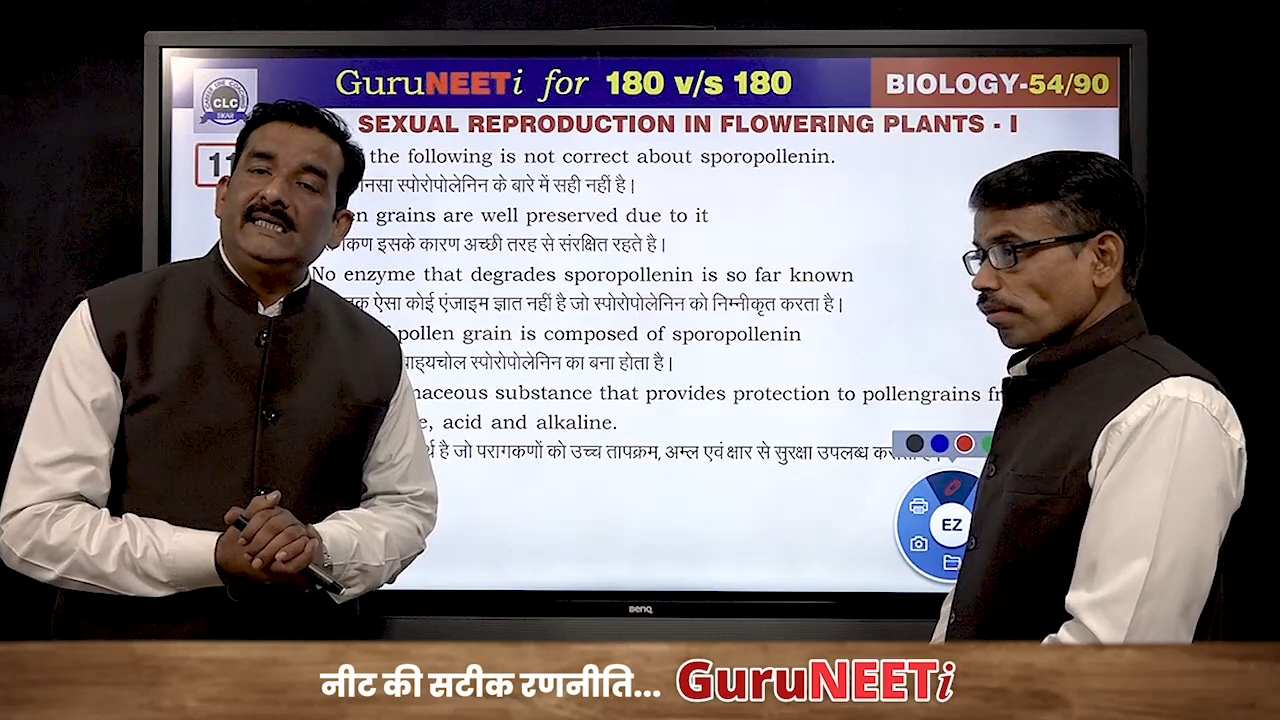 GuruNEETi for 180 v/s 180
BIOLOGY-54/90
CLC
SIKAR
SEXUAL REPRODUCTION IN FLOWERING PLANTS - I
11
the following is not correct about sporopollenin.
स्पोरोपोलेनिन के बारे में सही नहीं है।
grains are well preserved due to it
इसके कारण अच्छी तरह से संरक्षित रहते है।
No enzyme that degrades sporopollenin is so far known
ऐसा कोई एंजाइम ज्ञात नहीं है जो स्पोरोपोलेनिन को निम्नीकृत करता है।
pollen grain is composed of sporopollenin
स्पोरोपोलेनिन का बना होता है।
substance that provides protection to pollengrains
acid and alkaline.
है जो परागकणों को उच्च तापक्रम, अम्ल एवं क्षार से सुरक्षा उपलब्ध
EZ
BenQ
नीट की सटीक रणनीति... GuruNEETi